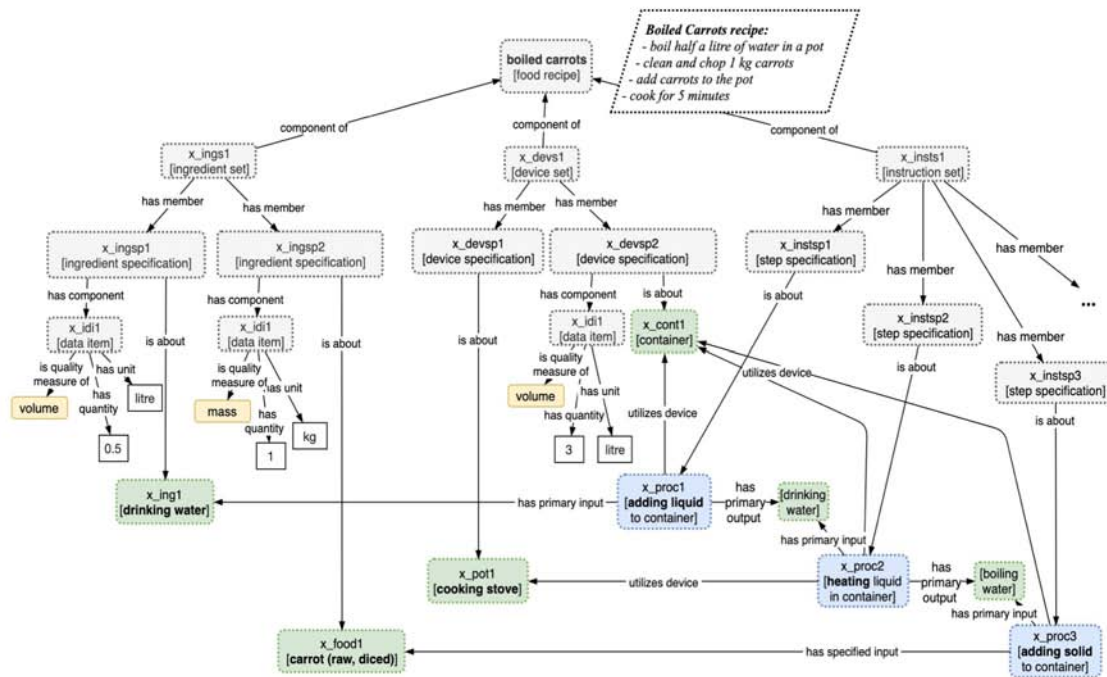 Boiled Carrots recipe:
- boil half a litre of water in a pot
- clean and chop 1 kg carrots
- add carrots to the pot
- cook for 5 minutes
boiled carrots
[food recipe]
component of
component of
component of
x_ings1
[ingredient set]
x_devs1
[device set]
x_insts1
[instruction set]
has member
has member
has member
has member
has member
has member
has member
has member
x_ingsp1
[ingredient specification]
x_ingsp2
[ingredient specification]
x_devsp1
[device specification]
x_devsp2
[device specification]
x_instsp1
[step specification]
...
x_instsp2
[step specification]
x_instsp3
[step specification]
has component
is about
has component
has component
is about
is about
is about
is about
is about
is about
x_idi1
[data item]
x_idi1
[data item]
x_idi1
[data item]
x_cont1
[container]
is quality
measure of
has unit
has
quantity
is quality
measure of
has unit
has
quantity
is quality
measure of
has unit
has quantity
utilizes device
utilizes device
volume
litre
0.5
mass
kg
1
volume
3
litre
x_ing1
[drinking water]
has primary input
x_proc1
[adding liquid
to container]
has
primary
output
[drinking
water]
has primary input
x_pot1
[cooking stove]
utilizes device
x_proc2
[heating liquid
in container]
has
primary
output
[boiling
water]
has primary input
x_food1
[carrot (raw, diced)]
has specified input
x_proc3
[adding solid
to container]